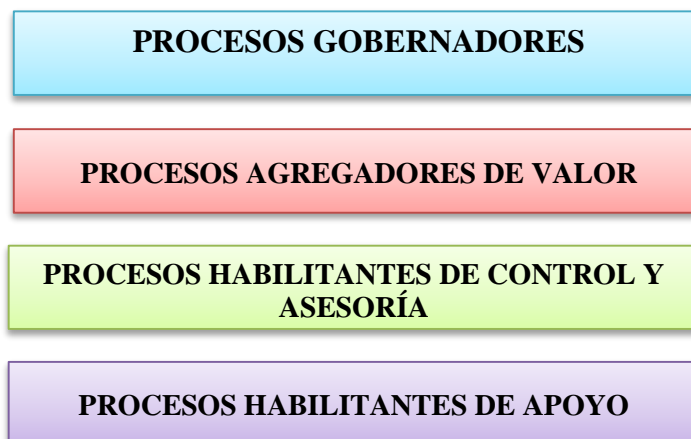 PROCESOS GOBERNADORES
PROCESOS AGREGADORES DE VALOR
PROCESOS HABILITANTES DE CONTROL Y
ASESORÍA
PROCESOS HABILITANTES DE APOYO